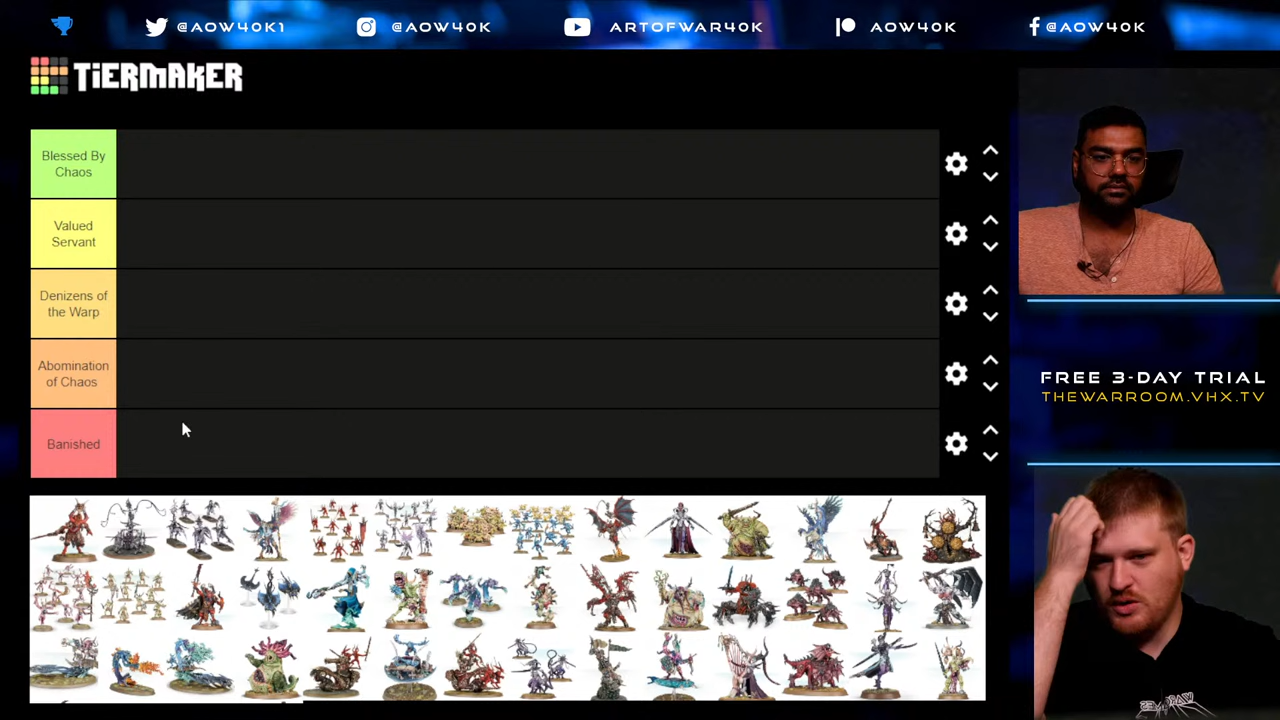 @AOW40K1
@AOW40K
ARTOFWAR40K
AOW40K
@AOW40K
TiERMAKER
Blessed By
Chaos
Valued
Servant
Denizens of
the Warp
Abomination
of Chaos
Banished
FREE 3-DAY TRIAL
THEWARROOM.VHX.TV